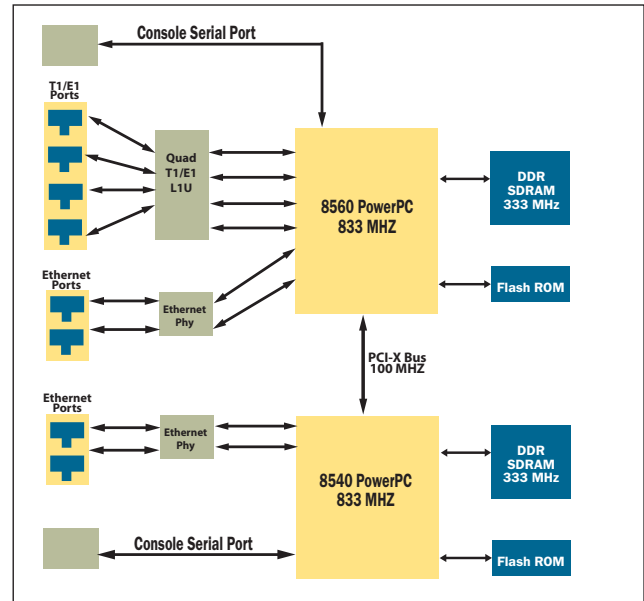 Console Serial Port
T1/E1
Ports
Quad
T1/E1
L1U
8560 PowerPC
833 MHZ
DDR
SDRAM
333 MHz
Ethernet
Ports
Ethernet
Phy
Flash ROM
PCI-X Bus
100 MHZ
Ethernet
Ports
Ethernet
Phy
8540 PowerPC
833 MHZ
DDR
SDRAM
333 MHz
Console Serial Port
Flash ROM